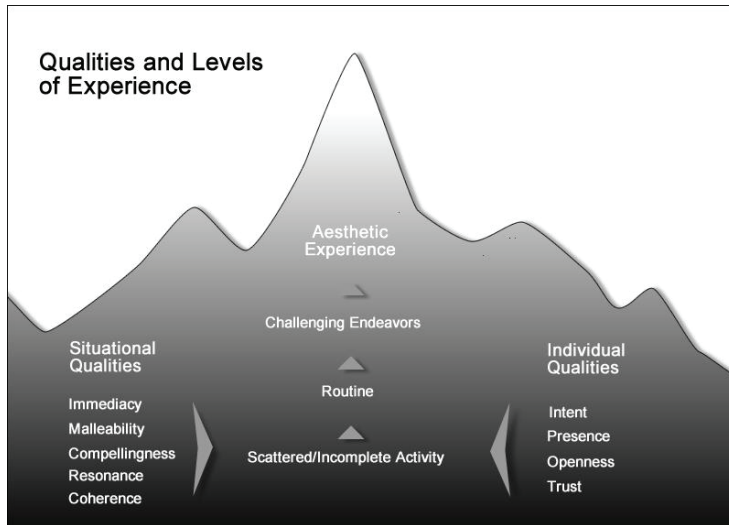 Qualities and Levels
of Experience
Aesthetic
Experience
Challenging Endeavors
Routine
Scattered/Incomplete Activity
Situational
Qualities
Immediacy
Malleability
Compellingness
Resonance
Coherence
Individual
Qualities
Intent
Presence
Openness
Trust